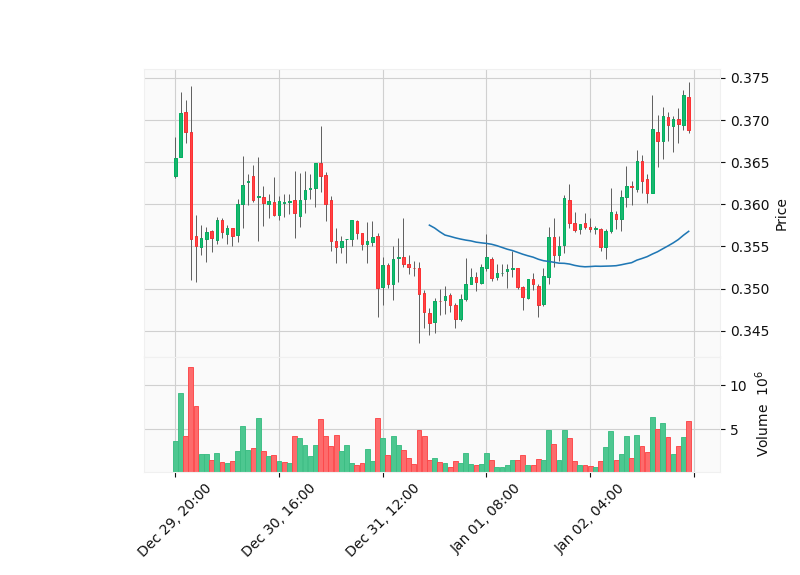 0.375
0.370
0.365
0.360
0.355
0.350
0.345
Price
10
5
Volume 10^6
Dec 29, 20:00
Dec 30, 16:00
Dec 31, 12:00
Jan 01, 08:00
Jan 02, 04:00